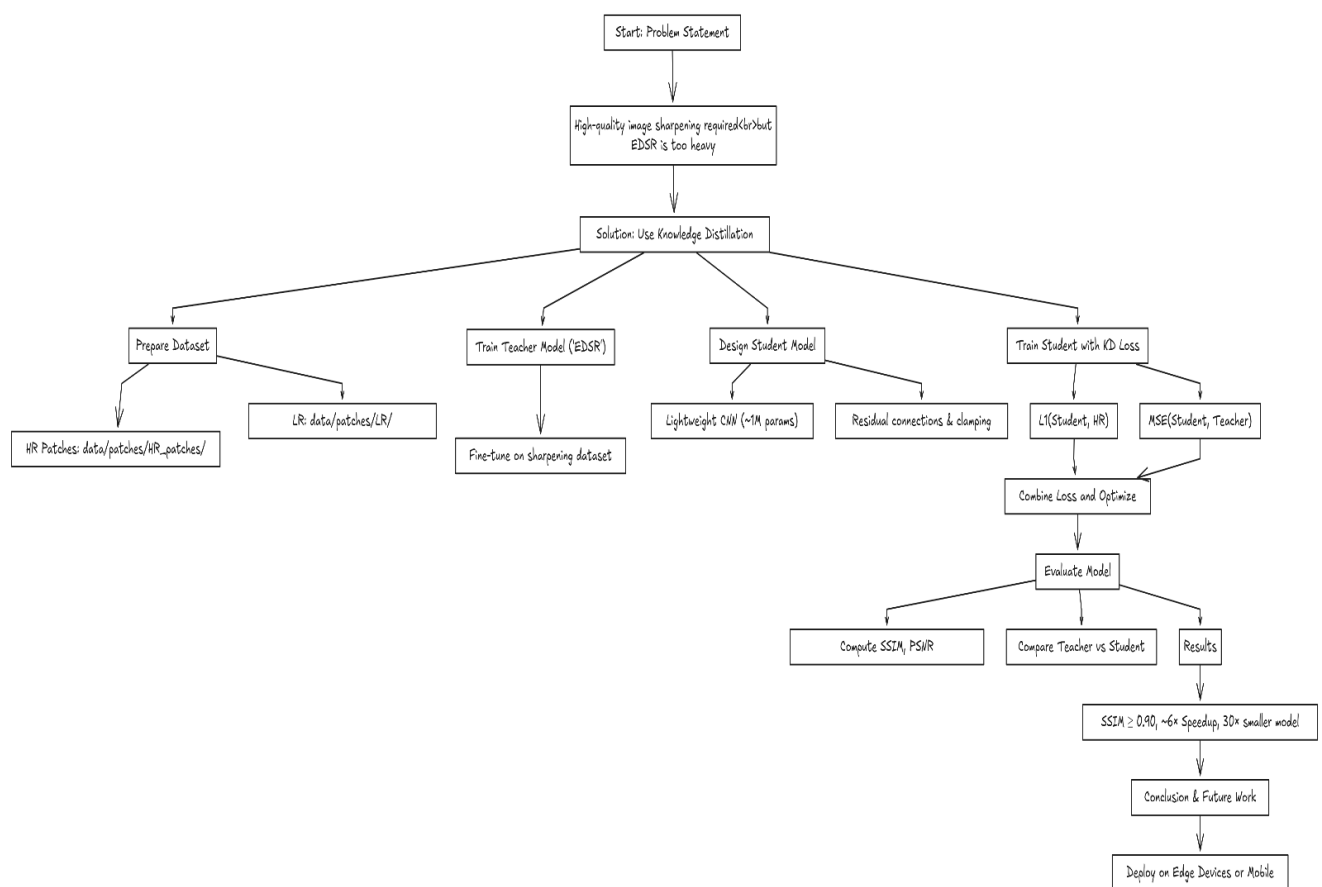 Start: Problem Statement
High-quality image sharpening required<br>but
EDSR is too heavy
Solution: Use Knowledge Distillation
Prepare Dataset
Train Teacher Model ('EDSR')
Design Student Model
Train Student with KD Loss
HR Patches: data/patches/HR_patches/
LR: data/patches/LR/
Fine-tune on sharpening dataset
Lightweight CNN (~1M params)
Residual connections & clamping
L1(Student, HR)
MSE(Student, Teacher)
Combine Loss and Optimize
Evaluate Model
Compute SSIM, PSNR
Compare Teacher vs Student
Results
SSIM ≥ 0.90, ~6× Speedup, 30× smaller model
Conclusion & Future Work
Deploy on Edge Devices or Mobile